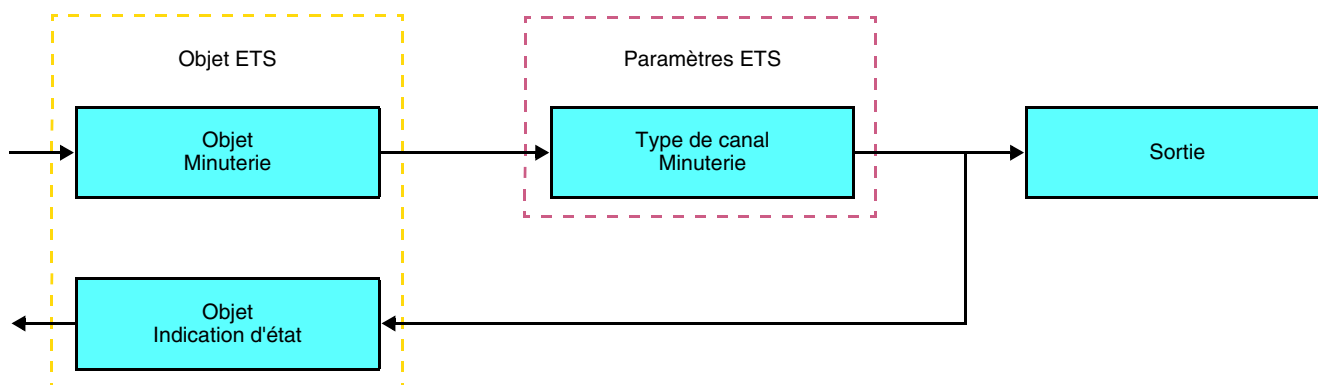 Objet ETS
Paramètres ETS
Objet
Minuterie
Type de canal
Minuterie
Sortie
Objet
Indication d'état